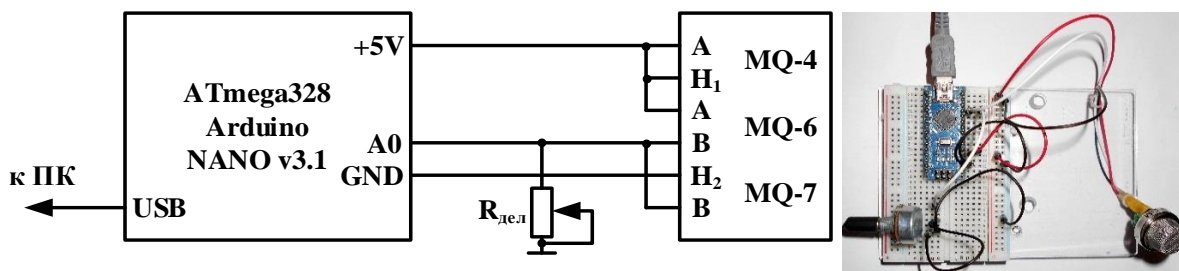 +5V
ATmega328
Arduino
NANO v3.1
A0
GND
к ПК
USB
Rдел
A
H1
A
B
H2
B
MQ-4
MQ-6
MQ-7